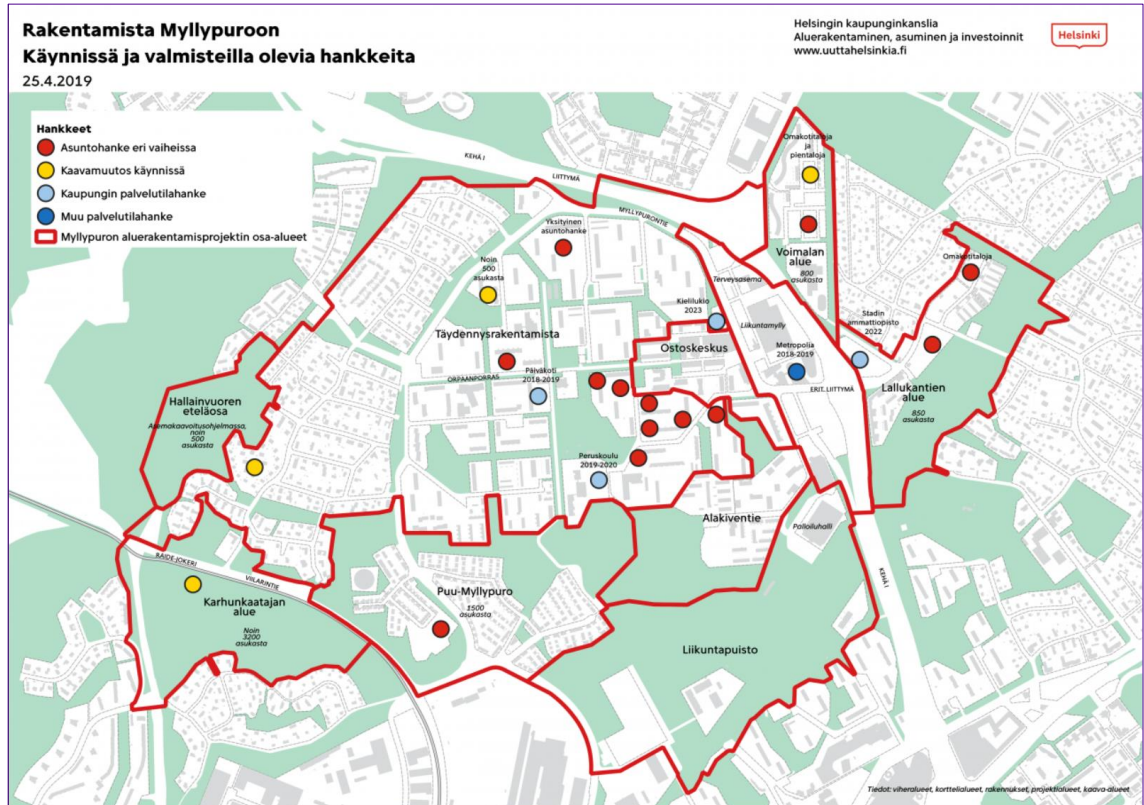 Rakentamista Myllypuroon
Käynnissä ja valmisteilla olevia hankkeita
25.4.2019
Helsingin kaupunginkanslia
Aluerakentaminen, asuminen ja investoinnit
www.uuttahelsinkia.fi
Helsinki
Hankkeet
Asuntohanke eri vaiheissa
Kaavamuutos käynnissä
Kaupungin palvelutilahanke
Muu palvelutilahanke
Myllypuron aluerakentamisprojektin osa-alueet
KEHÄ I
LIITTYMÄ
MYLLYPURONTIE
Omakotitaloja
ja
pientaloja
Yksityinen
asuntohanke
Voimalan
alue
800
asukasta
Omakotitaloja
Noin
500
asukasta
Terveysasema
Kielilukio
2023
Liikuntamylly
Stadin
ammattiopisto
2022
Täydennysrakentamista
Ostoskeskus
Metropolia
2018-2019
ORPAANPORRAS
Päiväkoti
2018-2019
ERIT. LIITTYMÄ
Lallukantien
alue
850
asukasta
Hallainvuoren
eteläosa
Asemakaavoitusohjelmassa,
noin
500
asukasta
Peruskoulu
2019-2020
Alakiventie
Palloiluhalli
RAIDE-JOKERI
VIILARINTIE
KEHÄ I
Karhunkaatajan
alue
Noin
3200
asukasta
Puu-Myllypuro
1500
asukasta
Liikuntapuisto
Tiedot: viheralueet, korttelialueet, rakennukset, projektialueet, kaava-alueet